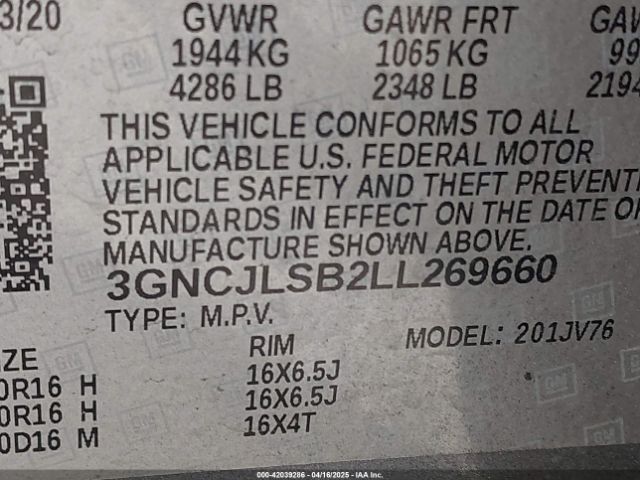 3/20 GVWR GAWR FRT GAW
1944 KG 1065 KG 99
4286 LB 2348 LB 2194
THIS VEHICLE CONFORMS TO ALL
APPLICABLE U.S. FEDERAL MOTOR
VEHICLE SAFETY AND THEFT PREVENTI
STANDARDS IN EFFECT ON THE DATE O
MANUFACTURE SHOWN ABOVE.
3GNCJLSB2LL269660
TYPE: M.P.V. MODEL: 201JV76
ZE RIM
0R16 H 16X6.5J
0R16 H 16X6.5J
0D16 M 16X4T
000-42039286 - 04/16/2025 - IAA, Inc.